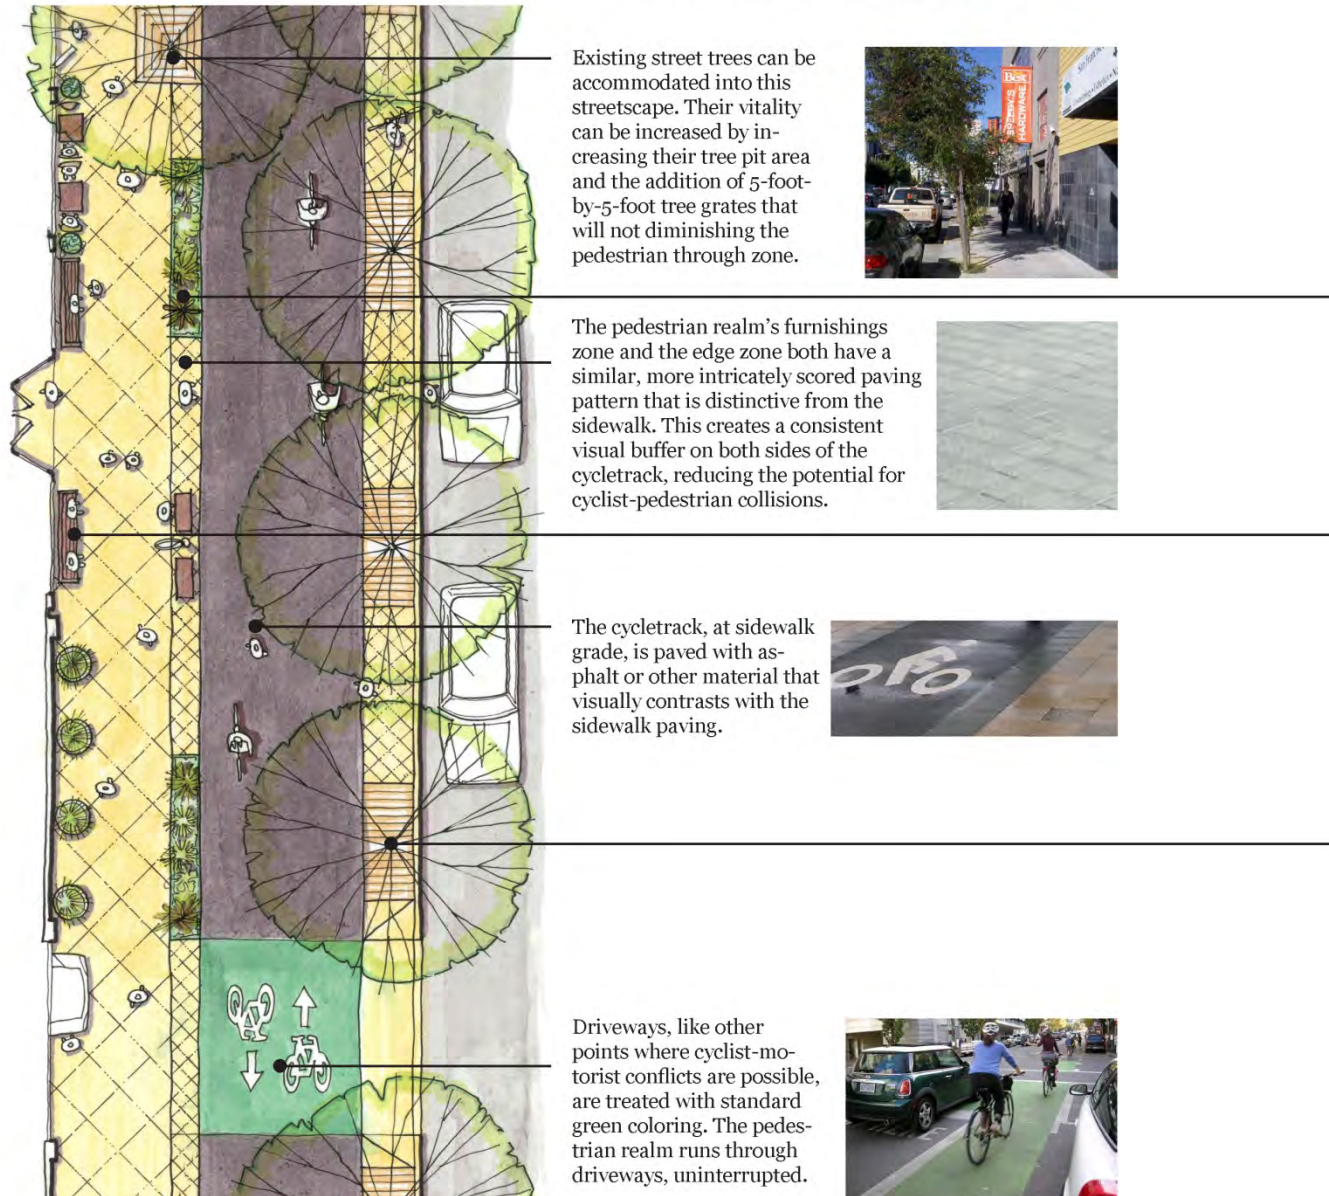 Existing street trees can be
accommodated into this
streetscape. Their vitality
can be increased by in-
creasing their tree pit area
and the addition of 5-foot-
by-5-foot tree grates that
will not diminishing the
pedestrian through zone.
Best
SPEEDY'S
HARDWARE
The pedestrian realm's furnishings
zone and the edge zone both have a
similar, more intricately scored paving
pattern that is distinctive from the
sidewalk. This creates a consistent
visual buffer on both sides of the
cycletrack, reducing the potential for
cyclist-pedestrian collisions.
The cycletrack, at sidewalk
grade, is paved with as-
phalt or other material that
visually contrasts with the
sidewalk paving.
Driveways, like other
points where cyclist-mo-
torist conflicts are possible,
are treated with standard
green coloring. The pedes-
trian realm runs through
driveways, uninterrupted.